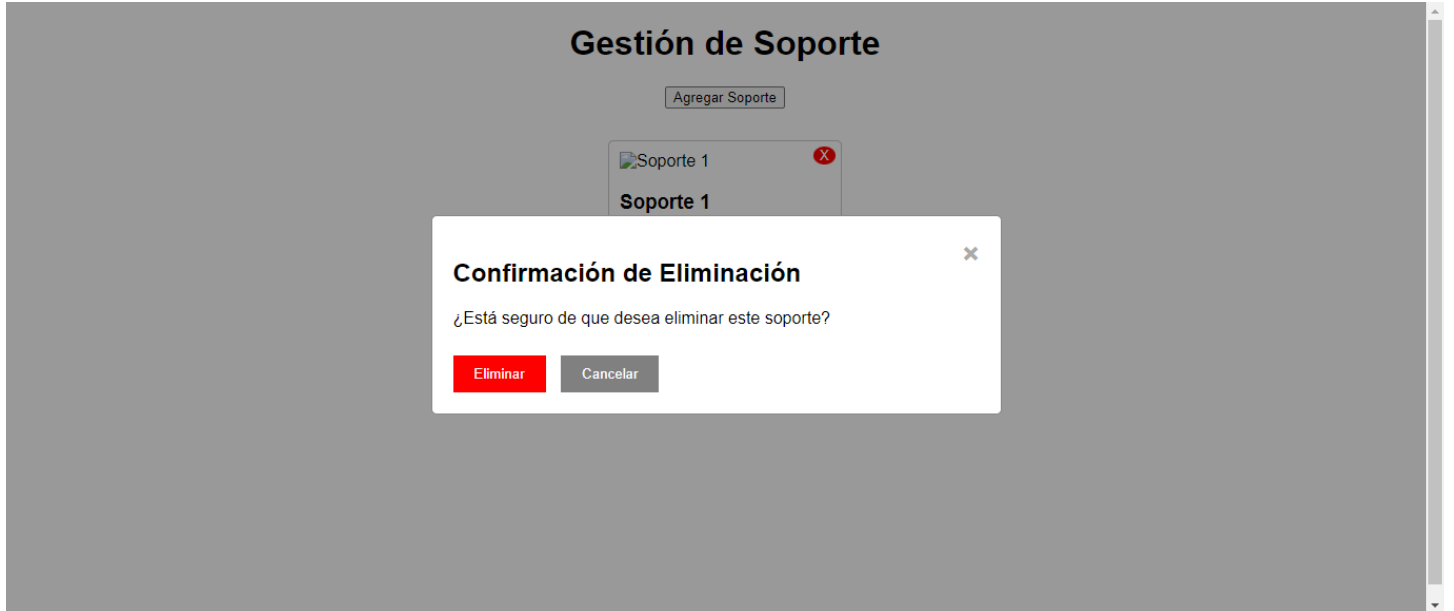 Gestión de Soporte
Agregar Soporte
Soporte 1
X
Soporte 1
×
Confirmación de Eliminación
¿Está seguro de que desea eliminar este soporte?
Eliminar
Cancelar